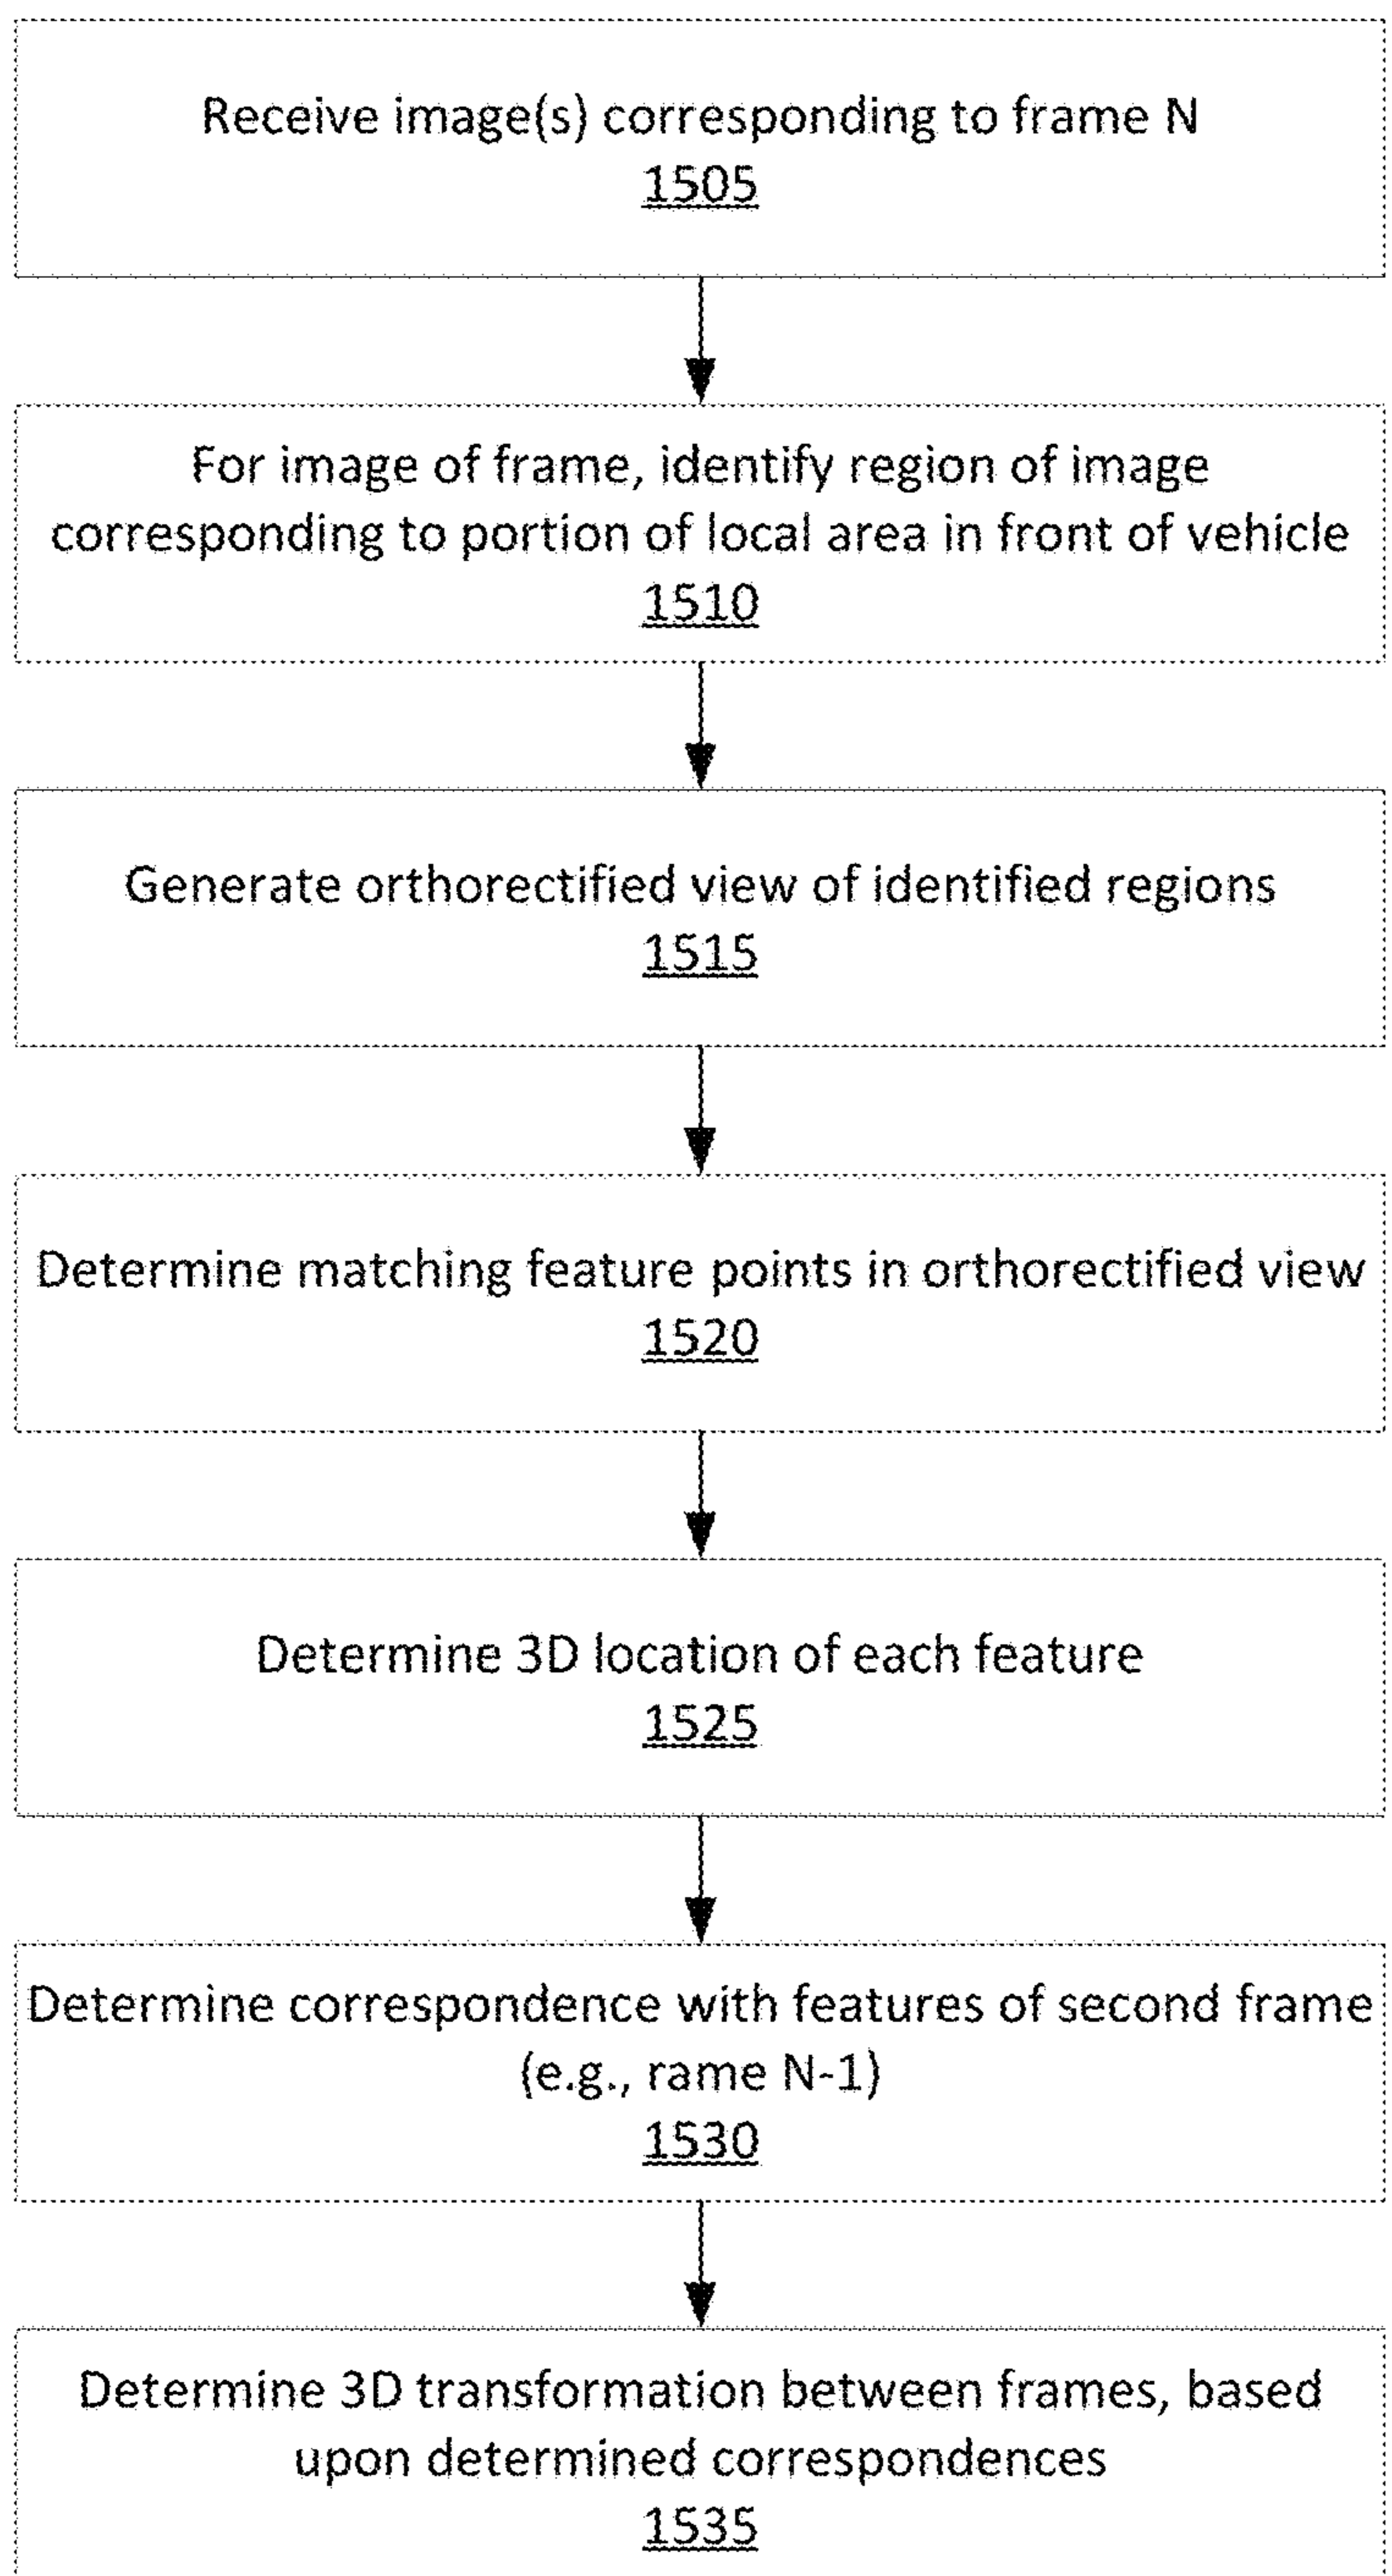 Receive image(s) corresponding to frame N
1505
For image of frame, identify region of image
corresponding to portion of local area in front of vehicle
1510
Generate orthorectified view of identified regions
1515
Determine matching feature points in orthorectified view
1520
Determine 3D location of each feature
1525
Determine correspondence with features of second frame
(e.g., rame N-1)
1530
Determine 3D transformation between frames, based
upon determined correspondences
1535